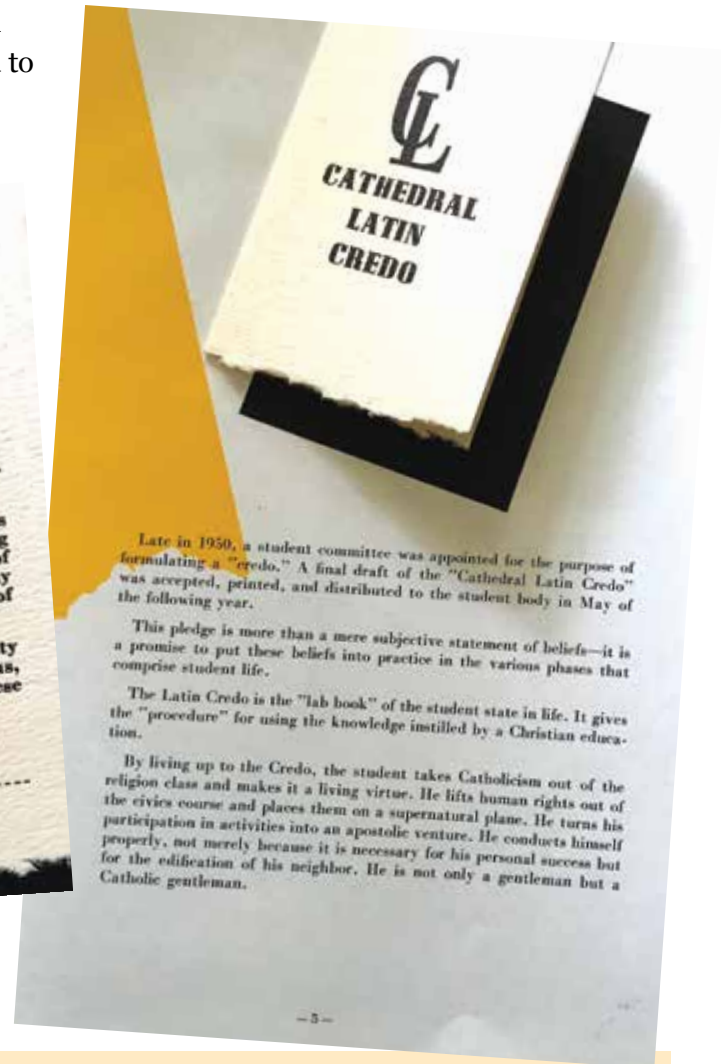 to
s
g
of
y
of
ty
ns,
ese
CL
CATHEDRAL
LATIN
CREDO
Late in 1950, a student committee was appointed for the purpose of
formulating a "credo." A final draft of the "Cathedral Latin Credo"
was accepted, printed, and distributed to the student body in May of
the following year.
This pledge is more than a mere subjective statement of beliefs—it is
a promise to put these beliefs into practice in the various phases that
comprise student life.
The Latin Credo is the "lab book" of the student state in life. It gives
the "procedure" for using the knowledge instilled by a Christian educa-
tion.
By living up to the Credo, the student takes Catholicism out of the
religion class and makes it a living virtue. He lifts human rights out of
the civics course and places them on a supernatural plane. He turns his
participation in activities into an apostolic venture. He conducts himself
properly, not merely because it is necessary for his personal success but
for the edification of his neighbor. He is not only a gentleman but a
Catholic gentleman.
—5—